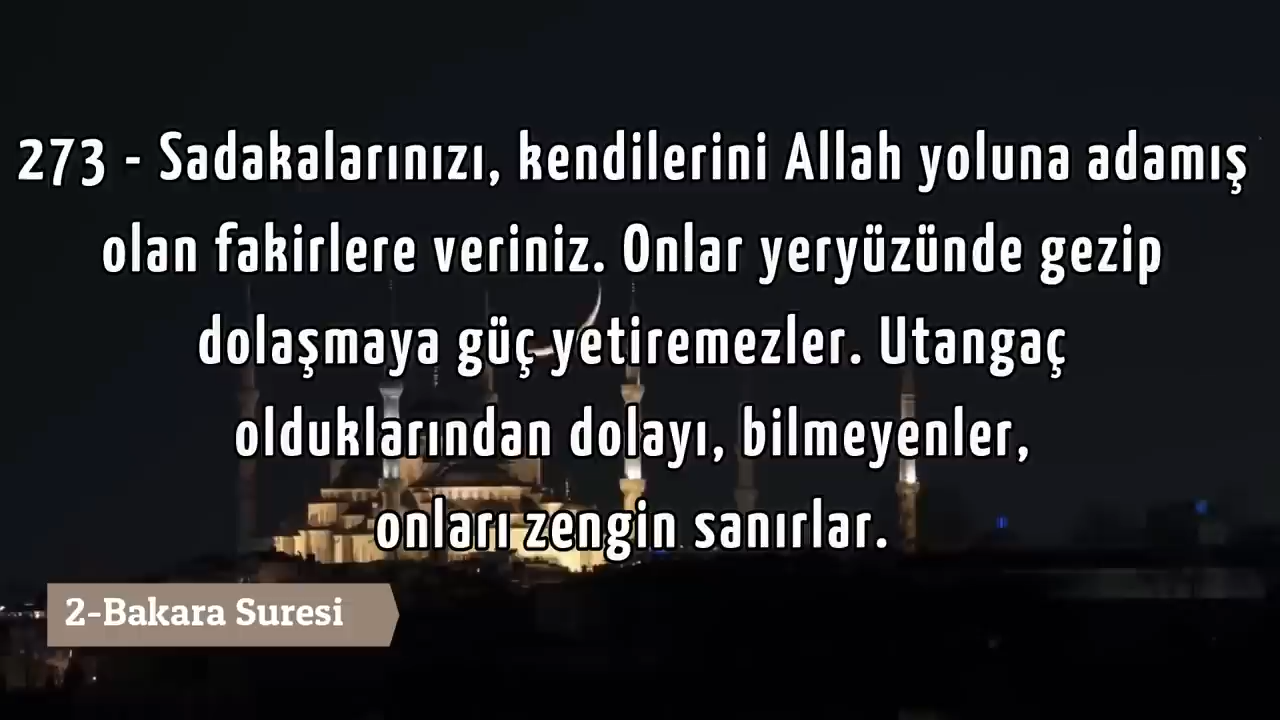 273 - Sadakalarınızı, kendilerini Allah yoluna adamış
olan fakirlere veriniz. Onlar yeryüzünde gezip
dolaşmaya güç yetiremezler. Utangaç
olduklarından dolayı, bilmeyenler,
onları zengin sanırlar.
2-Bakara Suresi